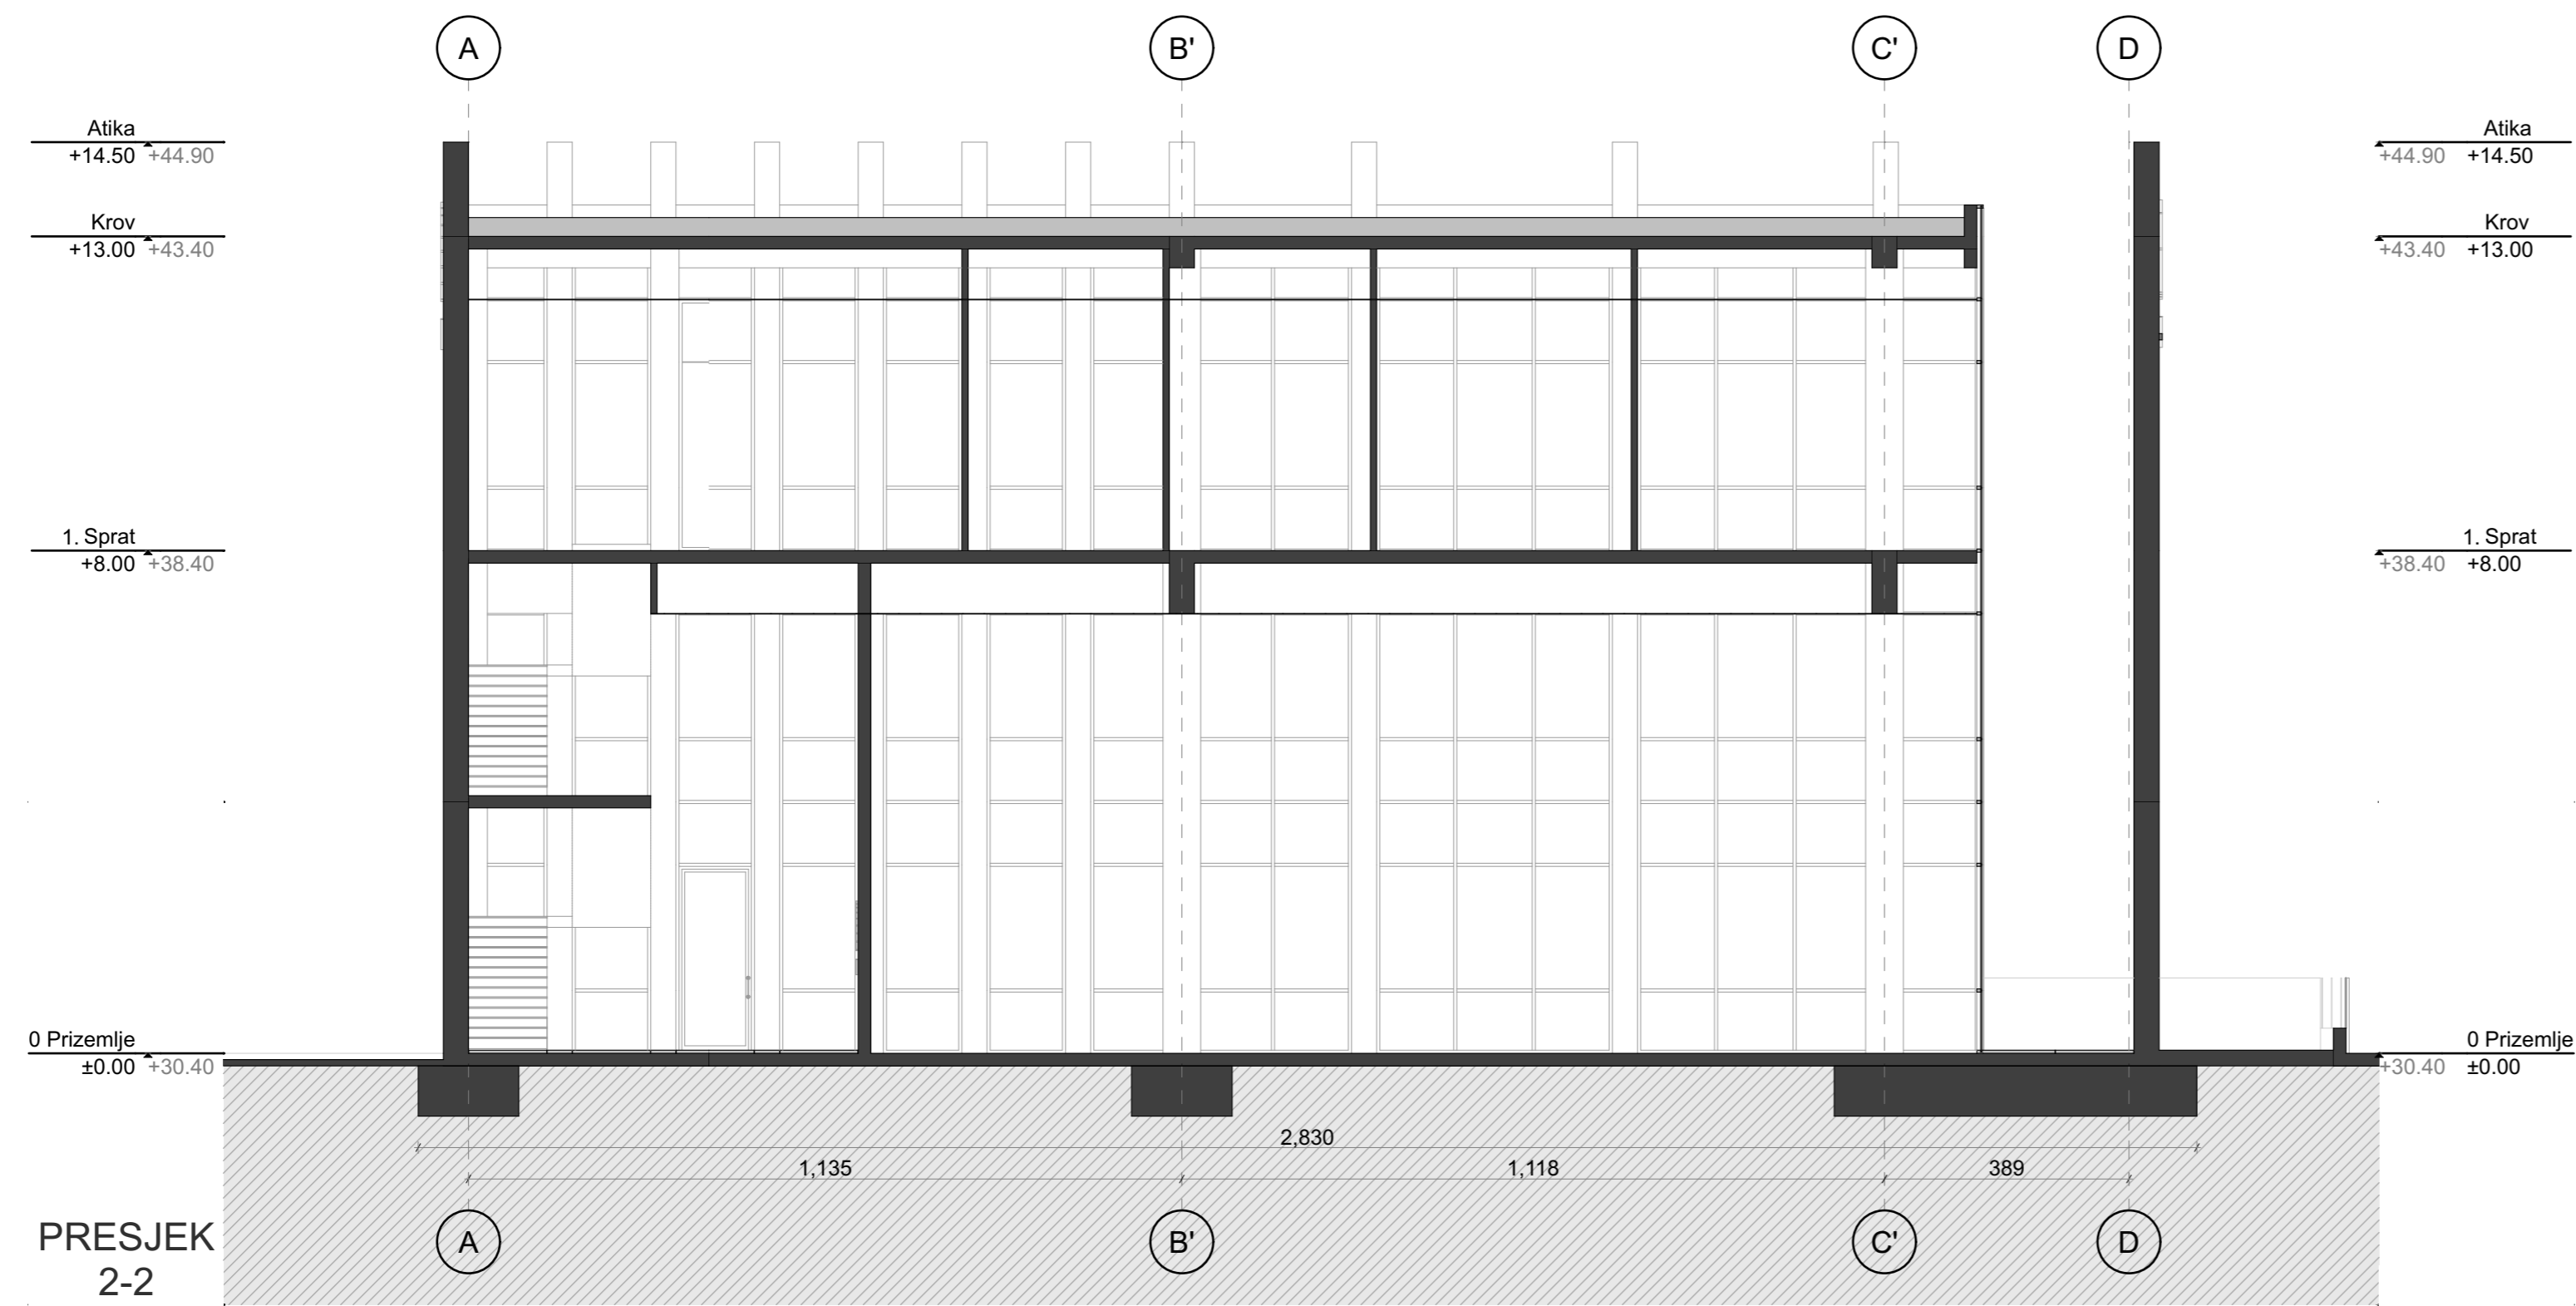 A
B'
C'
D
Atika
+14.50 +44.90
Krov
+13.00 +43.40
1. Sprat
+8.00 +38.40
0 Prizemlje
±0.00 +30.40
Atika
+44.90 +14.50
Krov
+43.40 +13.00
1. Sprat
+38.40 +8.00
0 Prizemlje
+30.40 ±0.00
2,830
1,135
1,118
389
A
B'
C'
D
PRESJEK
2-2